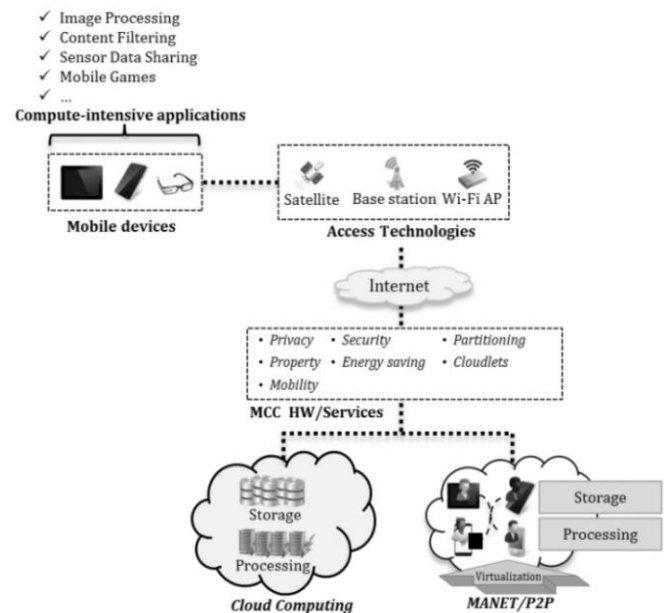 ✓ Image Processing
✓ Content Filtering
✓ Sensor Data Sharing
✓ Mobile Games
✓ ...
Compute-intensive applications
Mobile devices
Satellite Base station Wi-Fi AP
Access Technologies
Internet
• Privacy • Security • Partitioning
• Property • Energy saving • Cloudlets
• Mobility
MCC HW/Services
Storage
Processing
Cloud Computing
Storage
Processing
Virtualization
MANET/P2P